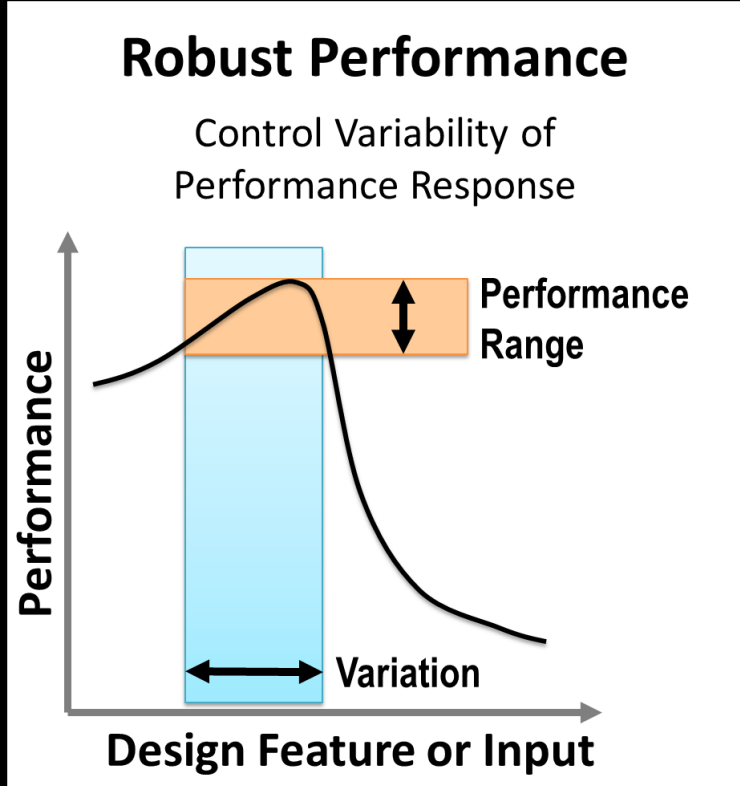 Robust Performance
Control Variability of
Performance Response
Performance
Range
Performance
Variation
Design Feature or Input